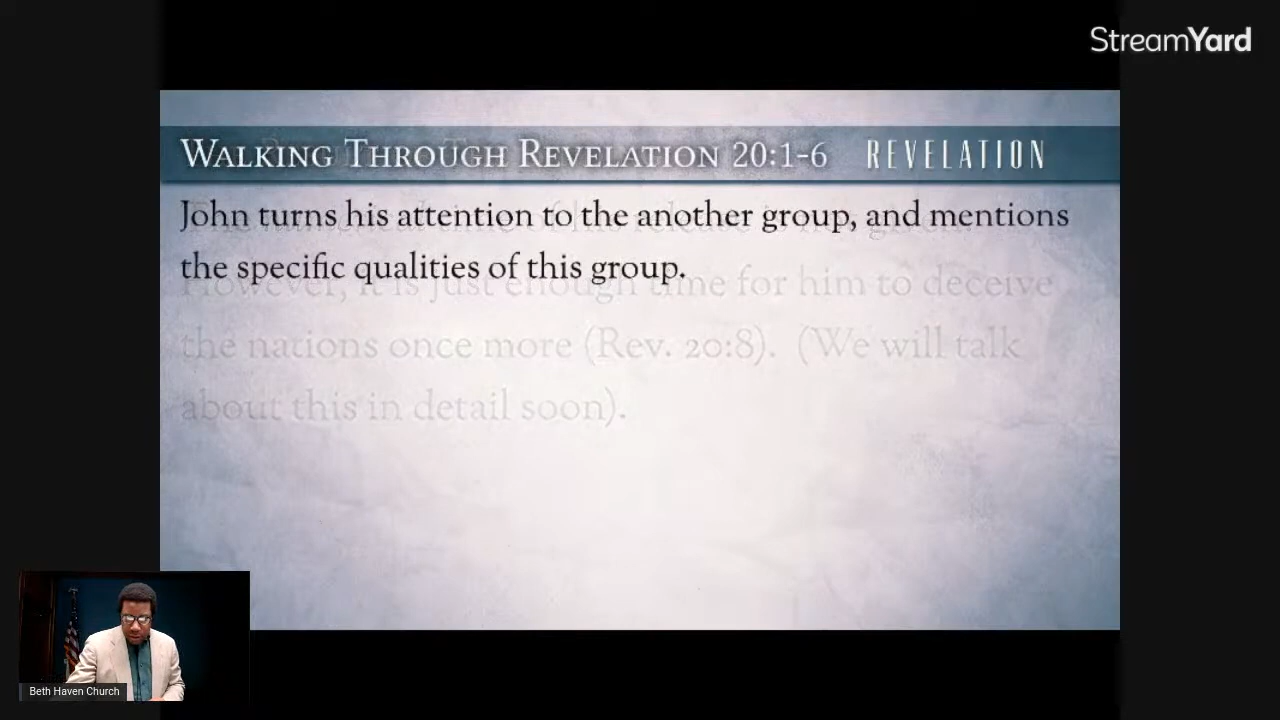 StreamYard
Walking Through Revelation 20:1-6 REVELATION
John turns his attention to the another group, and mentions
the specific qualities of this group.
However, it is just enough time for him to deceive
the nations once more (Rev. 20:8). (We will talk
about this in detail soon).
Beth Haven Church